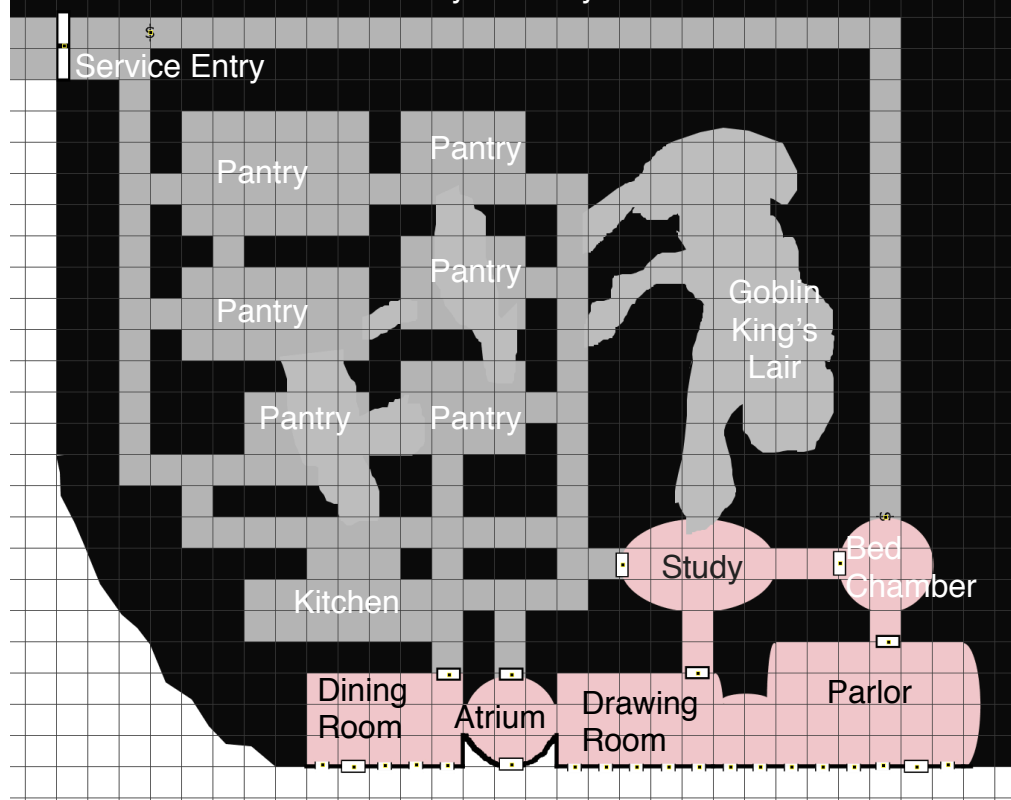 S
Service Entry
Pantry
Pantry
Pantry
Pantry
Goblin
King's
Lair
Pantry
Pantry
S
Bed
Chamber
Study
Kitchen
Dining
Room
Atrium
Drawing
Room
Parlor